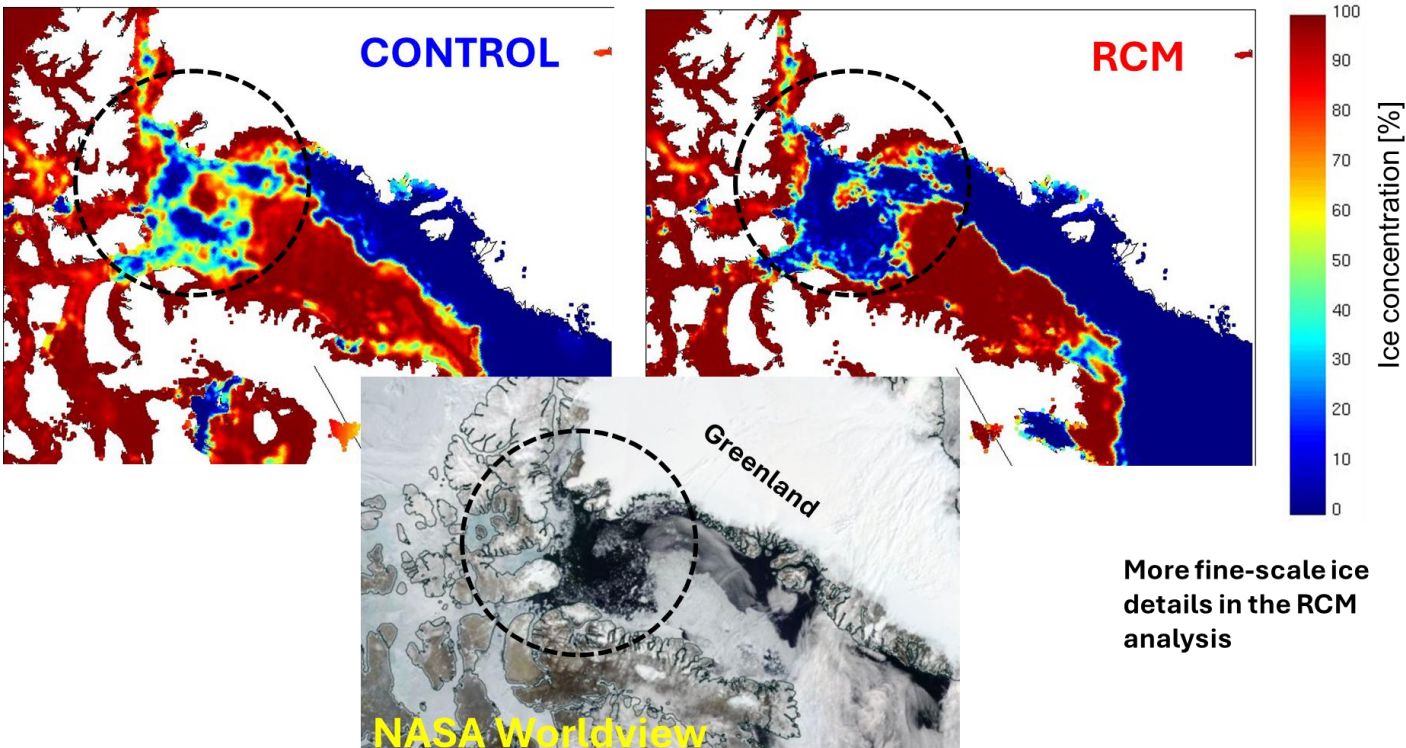 CONTROL
RCM
100
90
80
70
60
50
40
30
20
10
0
Ice concentration [%]
Greenland
NASA Worldview
More fine-scale ice
details in the RCM
analysis